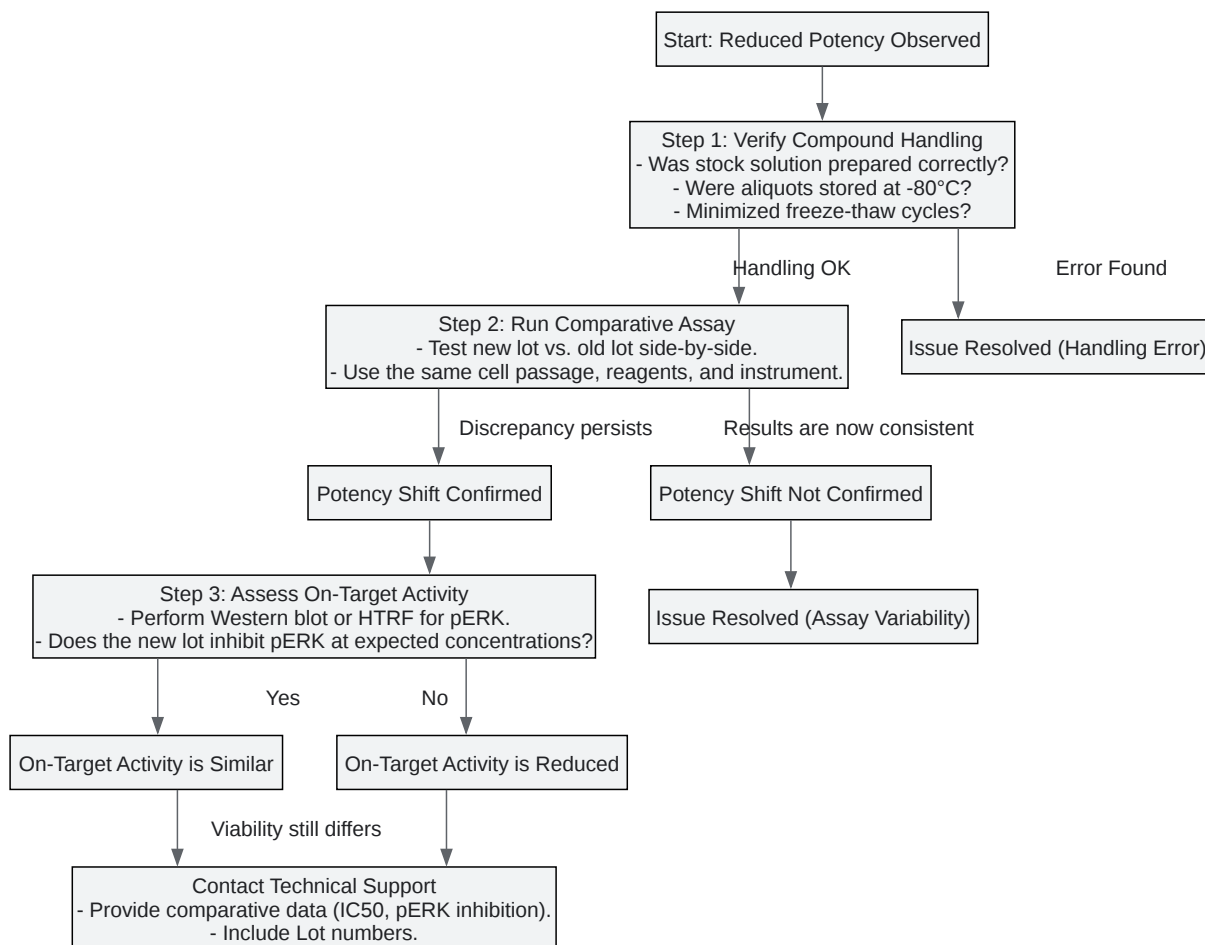 Start: Reduced Potency Observed
Step 1: Verify Compound Handling
- Was stock solution prepared correctly?
- Were aliquots stored at -80°C?
- Minimized freeze-thaw cycles?
Handling OK
Error Found
Step 2: Run Comparative Assay
- Test new lot vs. old lot side-by-side.
- Use the same cell passage, reagents, and instrument.
Issue Resolved (Handling Error)
Discrepancy persists
Results are now consistent
Potency Shift Confirmed
Potency Shift Not Confirmed
Step 3: Assess On-Target Activity
- Perform Western blot or HTRF for pERK.
- Does the new lot inhibit pERK at expected concentrations?
Issue Resolved (Assay Variability)
Yes
No
On-Target Activity is Similar
On-Target Activity is Reduced
Viability still differs
Contact Technical Support
- Provide comparative data (IC50, pERK inhibition).
- Include Lot numbers.